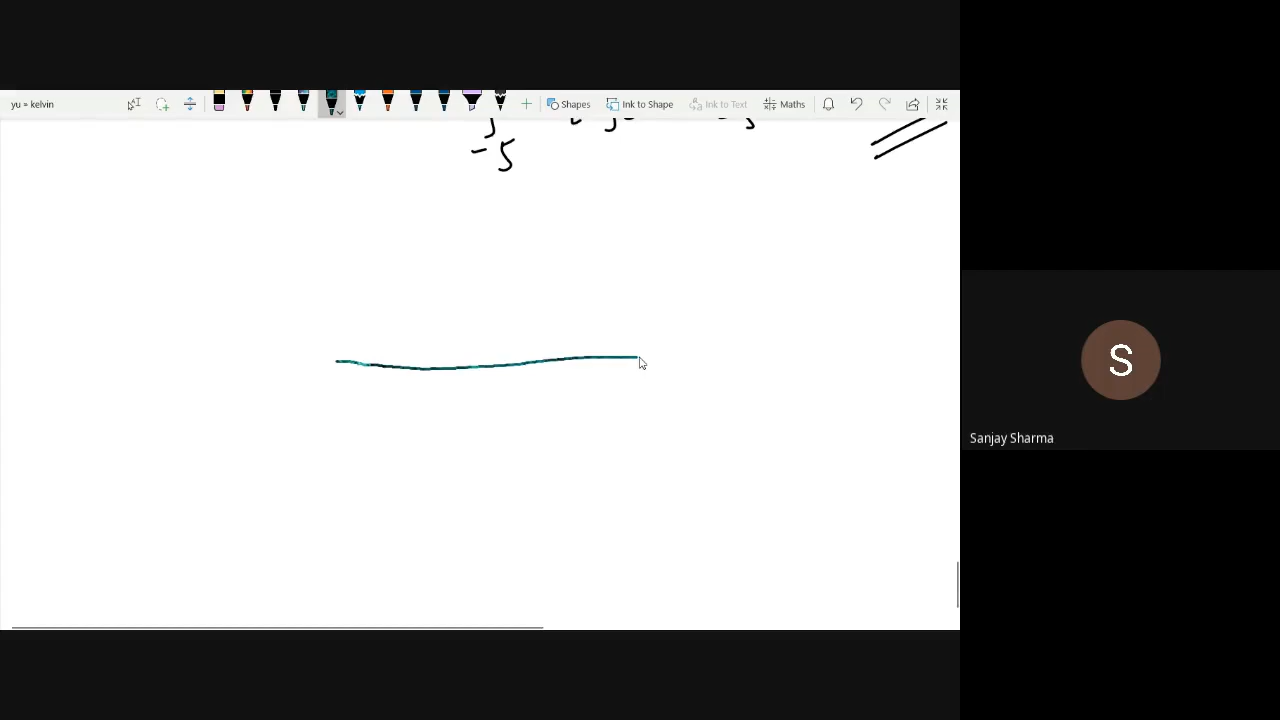 yu = kelvin
Shapes
Ink to Shape
Ink to Text
Maths
-5
S
Sanjay Sharma